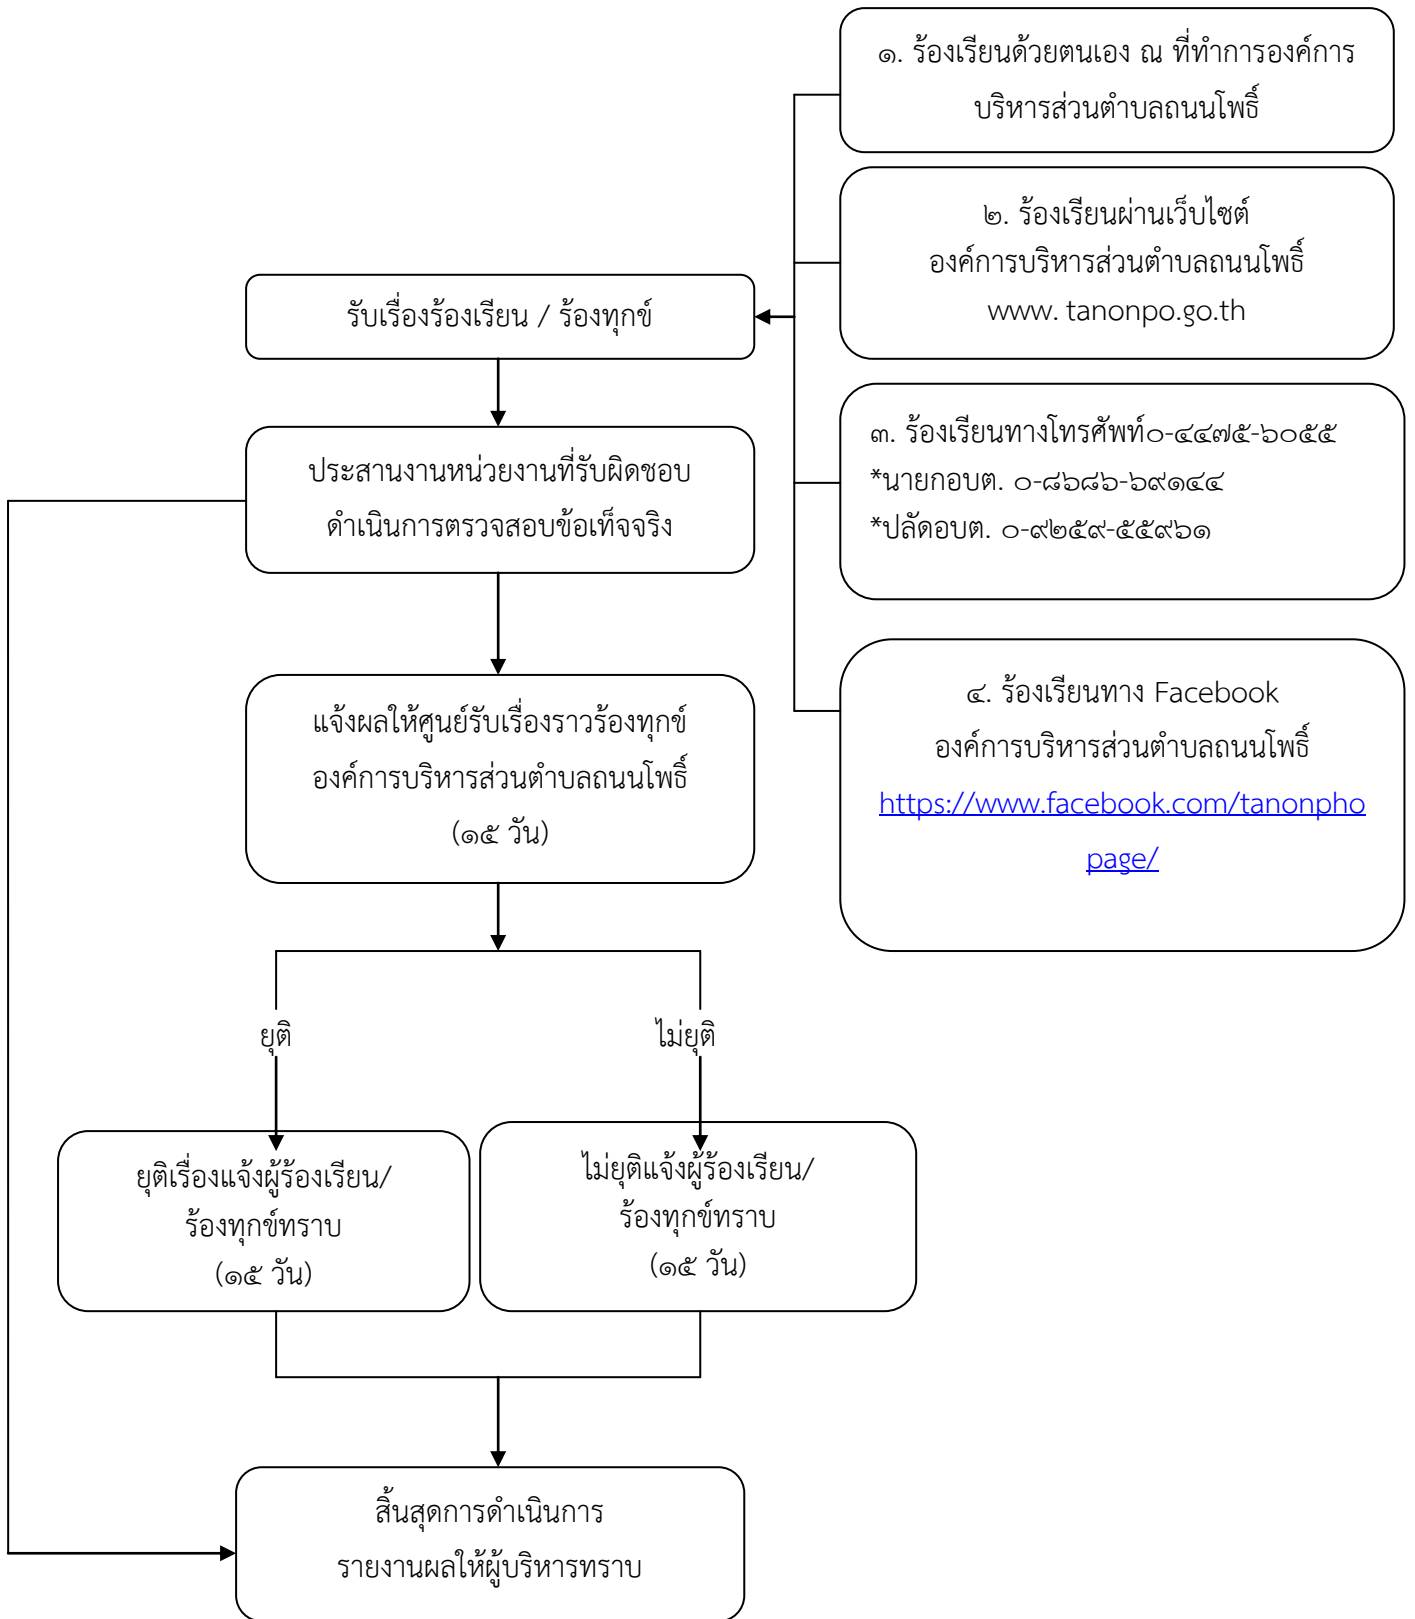 ๑. ร้องเรียนด้วยตนเอง ณ ที่ทำการองค์การ
บริหารส่วนตำบลถนนโพธิ์
๒. ร้องเรียนผ่านเว็บไซต์
องค์การบริหารส่วนตำบลถนนโพธิ์
www. tanonpo.go.th
รับเรื่องร้องเรียน / ร้องทุกข์
๓. ร้องเรียนทางโทรศัพท์๐-๔๔๗๕-๖๐๕๕
*นายกอบต. ๐-๘๖๘๖-๖๙๑๔๔
*ปลัดอบต. ๐-๙๒๕๙-๕๕๙๖๑
ประสานงานหน่วยงานที่รับผิดชอบ
ดำเนินการตรวจสอบข้อเท็จจริง
๔. ร้องเรียนทาง Facebook
องค์การบริหารส่วนตำบลถนนโพธิ์
https://www.facebook.com/tanonpho
page/
แจ้งผลให้ศูนย์รับเรื่องราวร้องทุกข์
องค์การบริหารส่วนตำบลถนนโพธิ์
(๑๕ วัน)
ยุติ
ไม่ยุติ
ยุติเรื่องแจ้งผู้ร้องเรียน/
ร้องทุกข์ทราบ
(๑๕ วัน)
ไม่ยุติแจ้งผู้ร้องเรียน/
ร้องทุกข์ทราบ
(๑๕ วัน)
สิ้นสุดการดำเนินการ
รายงานผลให้ผู้บริหารทราบ